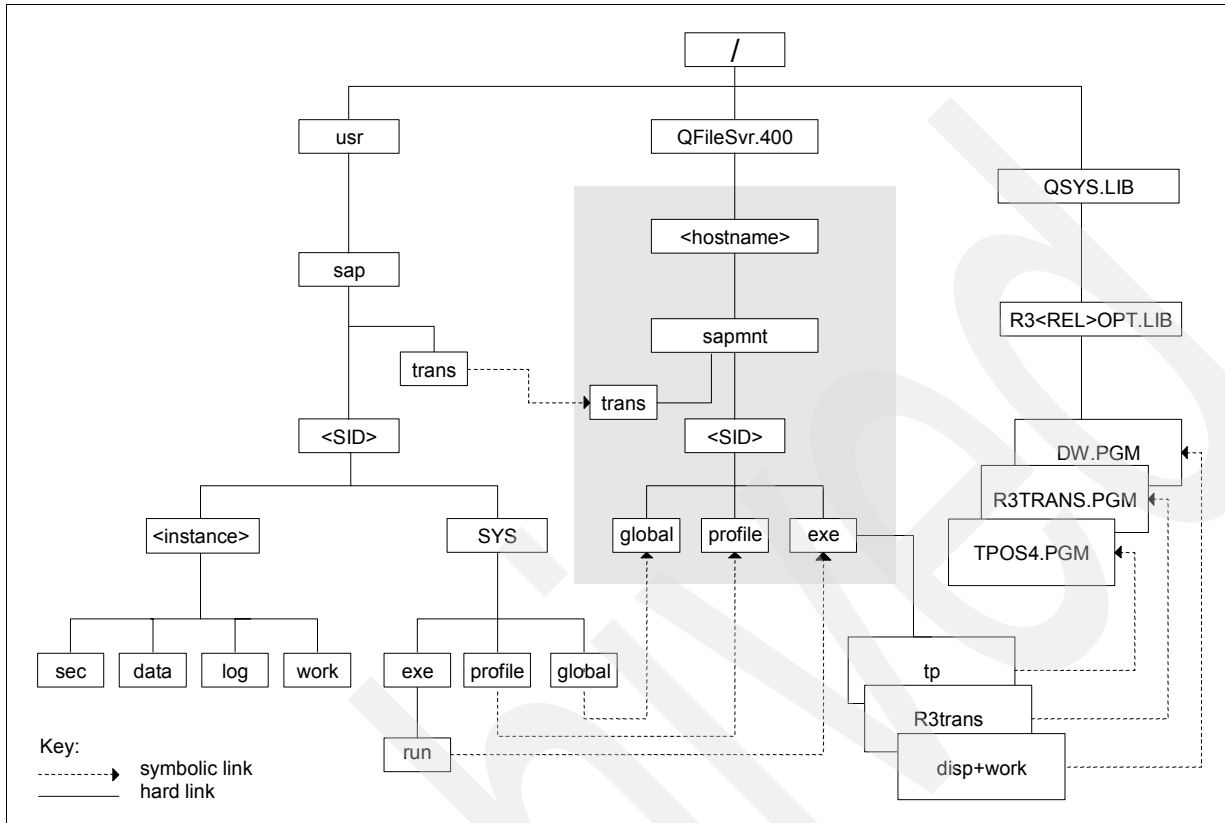 /
usr
QFileSvr.400
QSYS.LIB
<hostname>
sap
R3<REL>OPT.LIB
sapmnt
trans
trans
<SID>
<SID>
DW.PGM
R3TRANS.PGM
TPOS4.PGM
<instance>
SYS
global
profile
exe
sec
data
log
work
exe
profile
global
tp
R3trans
disp+work
run
Key:
symbolic link
hard link